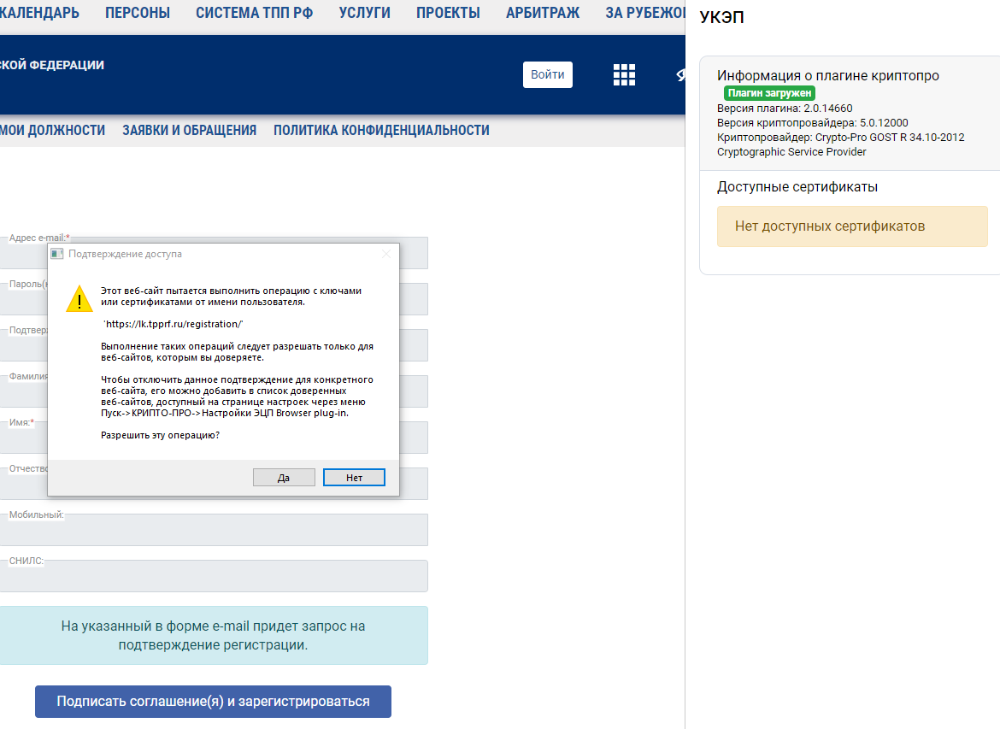 КАЛЕНДАРЬ ПЕРСОНЫ СИСТЕМА ТПП РФ УСЛУГИ ПРОЕКТЫ АРБИТРАЖ ЗА РУБЕЖО
СКОЙ ФЕДЕРАЦИИ
Войти
МОИ ДОЛЖНОСТИ ЗАЯВКИ И ОБРАЩЕНИЯ ПОЛИТИКА КОНФИДЕНЦИАЛЬНОСТИ
Адрес e-mail:*
Пароль(
Подтвер
Фамилия
Имя:*
Отчество
Мобильный:
СНИЛС:
Подтверждение доступа
Этот веб-сайт пытается выполнить операцию с ключами
или сертификатами от имени пользователя.
'https://lk.tpprf.ru/registration/'
Выполнение таких операций следует разрешать только для
веб-сайтов, которым вы доверяете.
Чтобы отключить данное подтверждение для конкретного
веб-сайта, его можно добавить в список доверенных
веб-сайтов, доступный на странице настроек через меню
Пуск->КРИПТО-ПРО->Настройки ЭЦП Browser plug-in.
Разрешить эту операцию?
Да Нет
На указанный в форме e-mail придет запрос на
подтверждение регистрации.
Подписать соглашение(я) и зарегистрироваться
УКЭП
Информация о плагине криптопро
Плагин загружен
Версия плагина: 2.0.14660
Версия криптопровайдера: 5.0.12000
Криптопровайдер: Crypto-Pro GOST R 34.10-2012
Cryptographic Service Provider
Доступные сертификаты
Нет доступных сертификатов